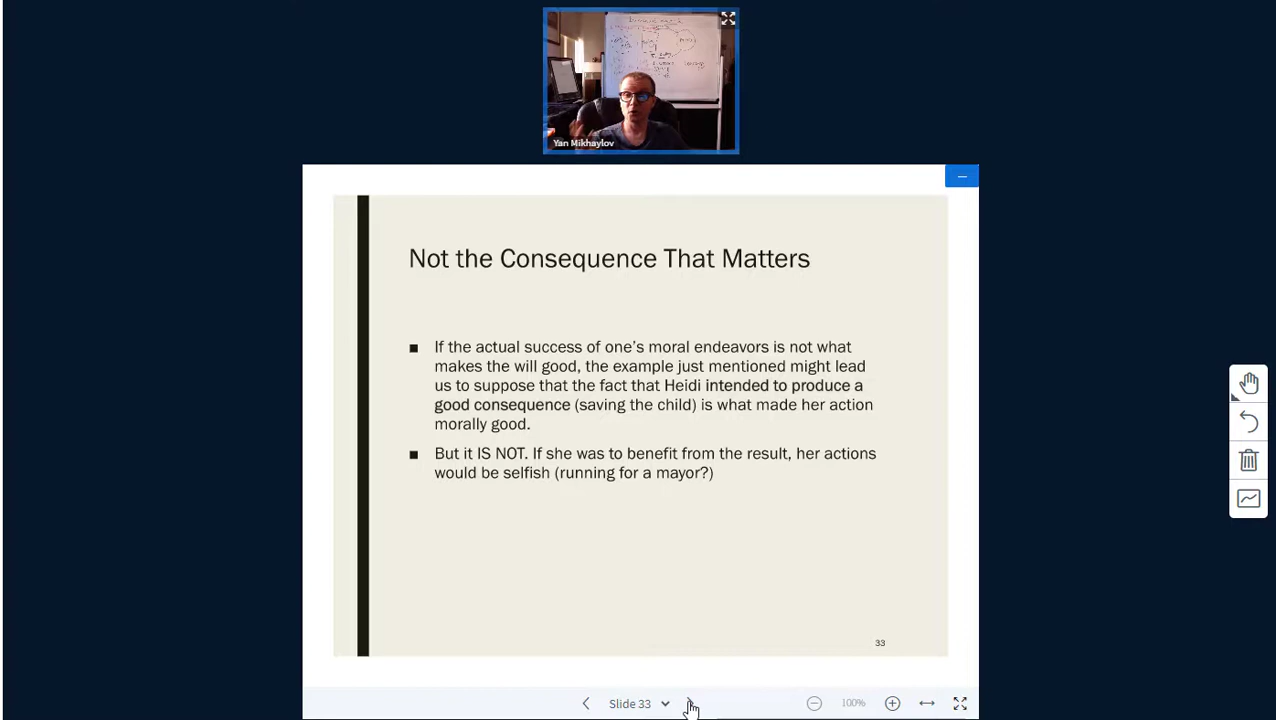 Yan Mikhaylov
Not the Consequence That Matters
If the actual success of one's moral endeavors is not what
makes the will good, the example just mentioned might lead
us to suppose that the fact that Heidi intended to produce a
good consequence (saving the child) is what made her action
morally good.
But it IS NOT. If she was to benefit from the result, her actions
would be selfish (running for a mayor?)
33
Slide 33
100%